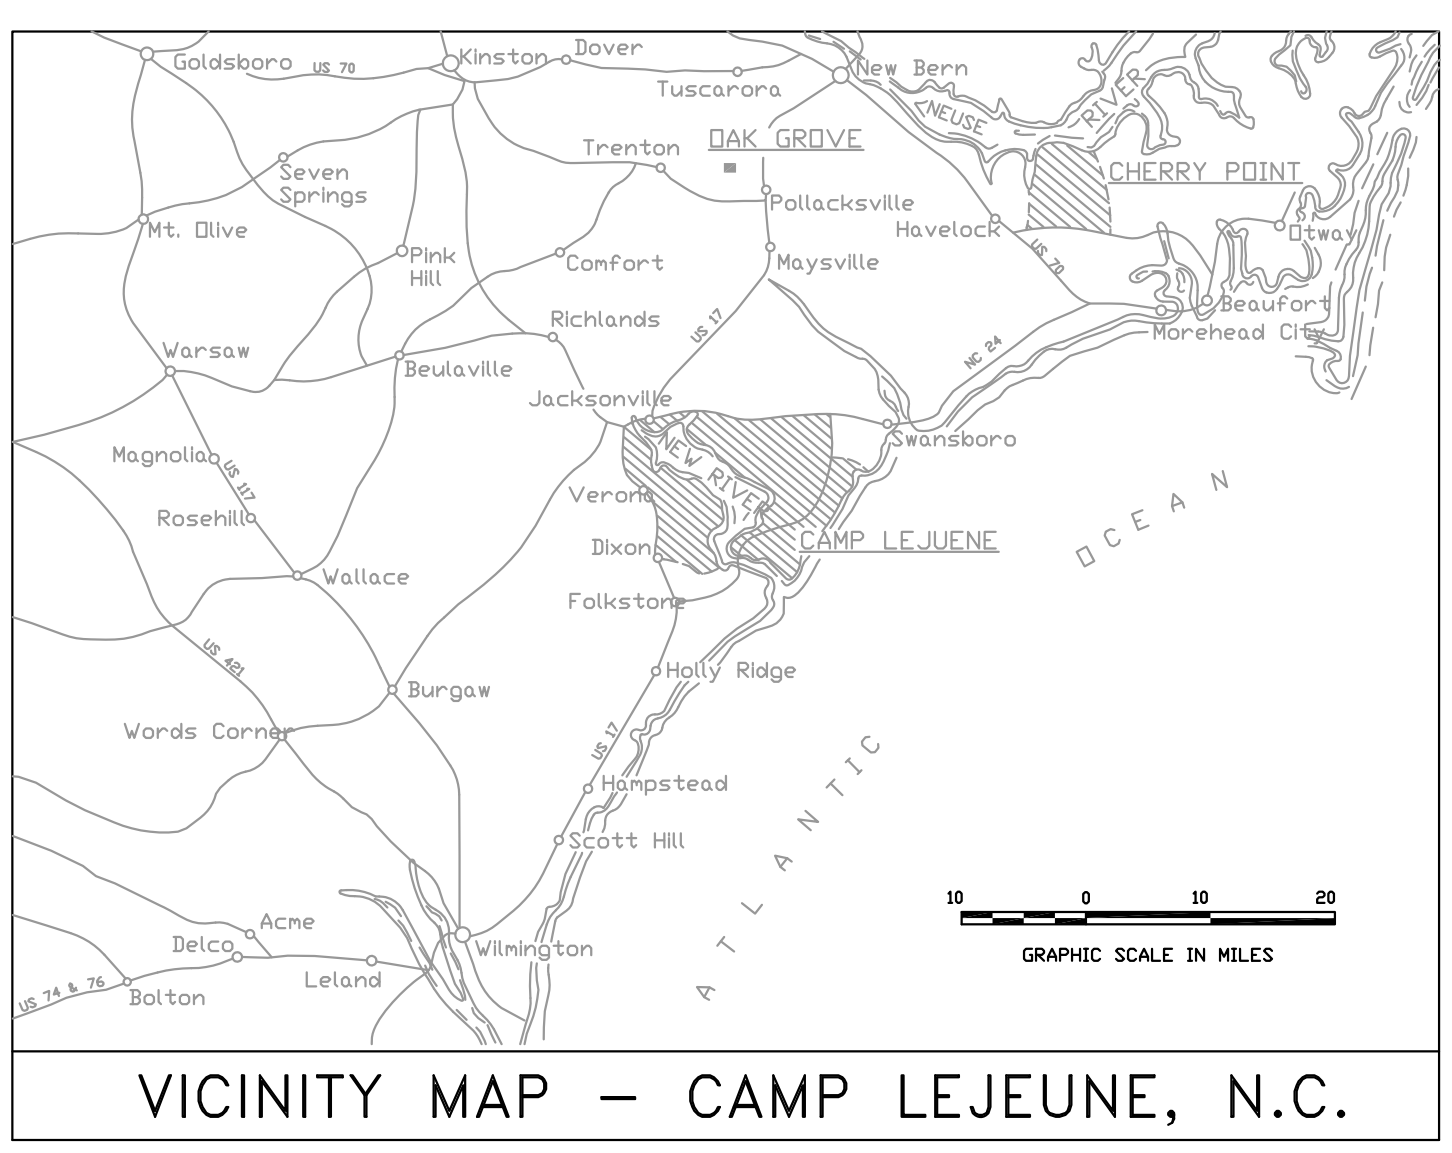 Goldsboro
US 70
Kinston
Dover
Tuscarora
New Bern
NEUSE
RIVER
OAK GROVE
Trenton
CHERRY POINT
Seven
Springs
Pollacksville
Mt. Olive
Havelock
Otway
Pink
Hill
Comfort
Maysville
US 70
Beaufort
Richlands
US 17
Morehead City
Warsaw
NC 24
Beulaville
Jacksonville
Swansboro
Magnolia
US 117
NEW RIVER
Verona
Rosehill
Dixon
CAMP LEJUENE
Wallace
Folkstone
US 421
Holly Ridge
Burgaw
Words Corner
US 17
Hampstead
Scott Hill
ATLANTIC
OCEAN
Acme
Delco
Wilmington
Leland
US 74 & 76
Bolton
10 0 10 20
GRAPHIC SCALE IN MILES
VICINITY MAP – CAMP LEJEUNE, N.C.